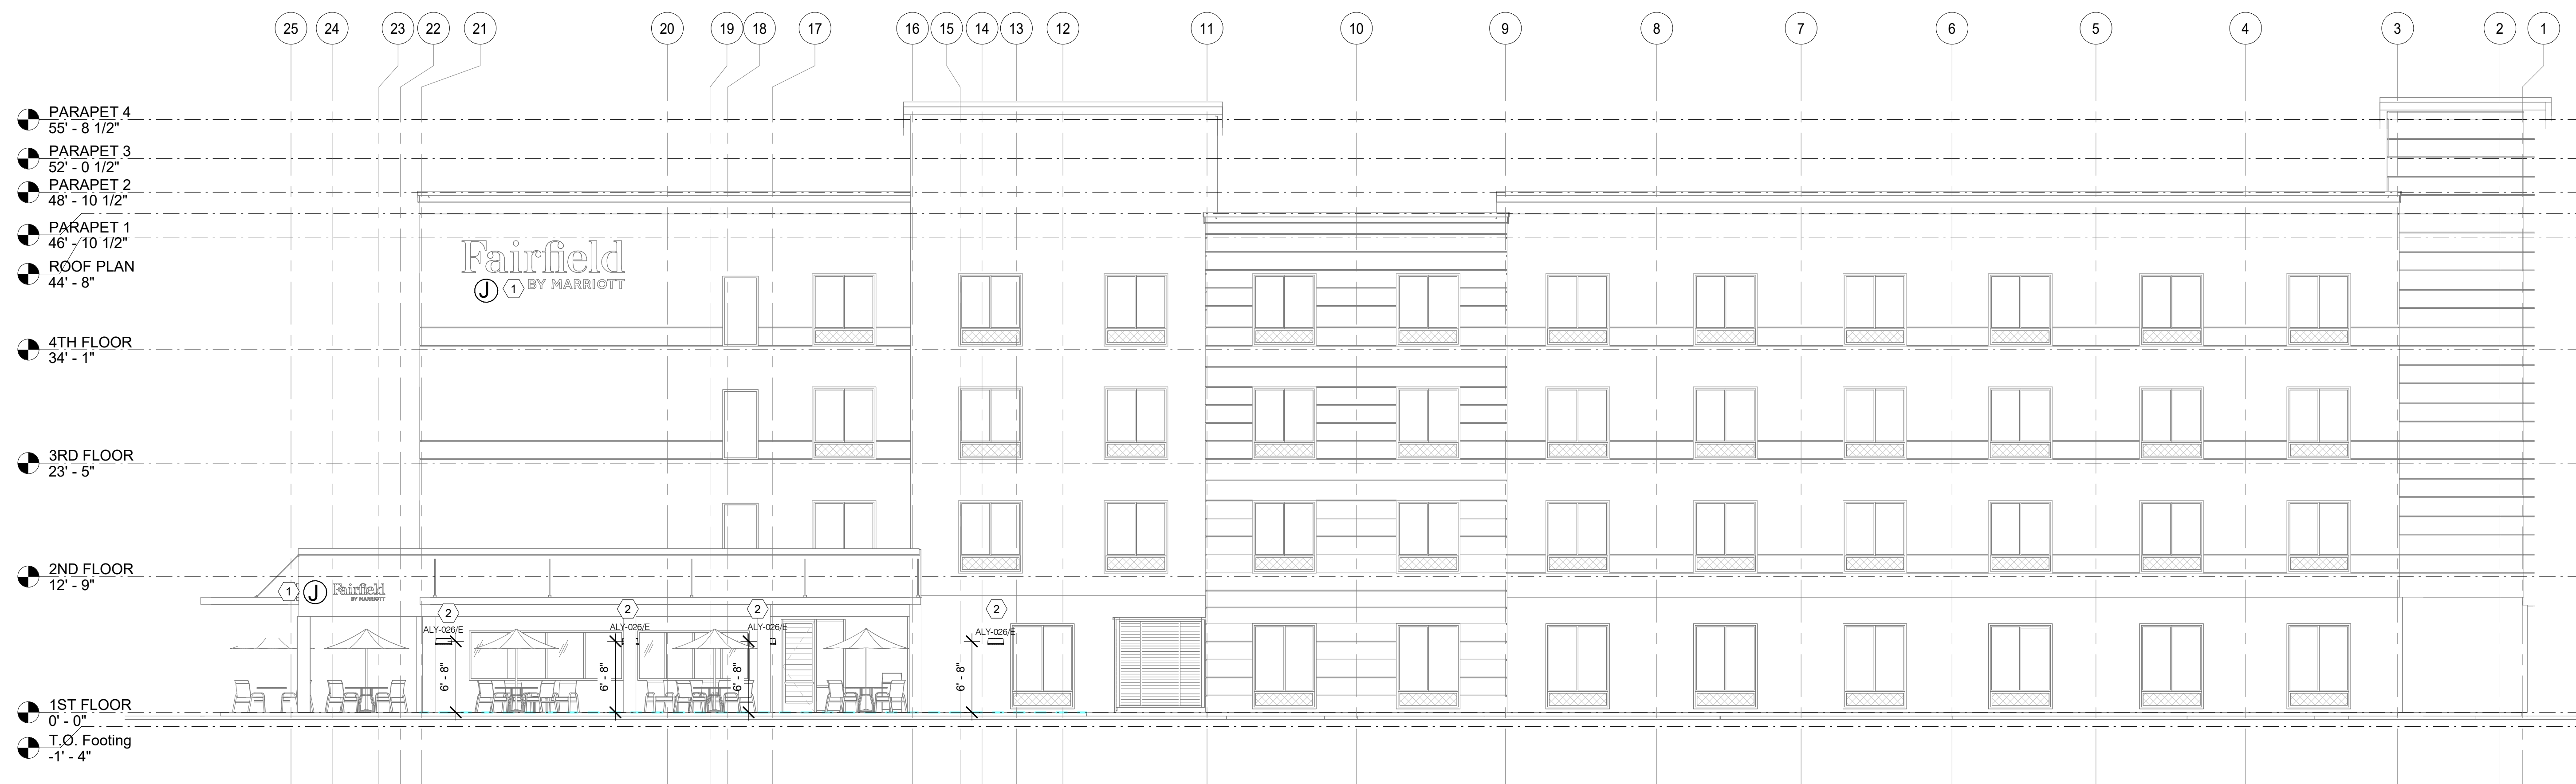 25 24 23 22 21 20 19 18 17 16 15 14 13 12 11 10 9 8 7 6 5 4 3 2 1
PARAPET 4
55' - 8 1/2"
PARAPET 3
52' - 0 1/2"
PARAPET 2
48' - 10 1/2"
PARAPET 1
46' - 10 1/2"
ROOF PLAN
44' - 8"
Fairfield
J 1 BY MARRIOTT
4TH FLOOR
34' - 1"
3RD FLOOR
23' - 5"
2ND FLOOR
12' - 9"
1 J Fairfield
BY MARRIOTT
2 2 2 2
ALY-026/E ALY-026/E ALY-026/E ALY-026/E
6' - 8" 6' - 8" 6' - 8" 6' - 8"
1ST FLOOR
0' - 0"
T.O. Footing
-1' - 4"